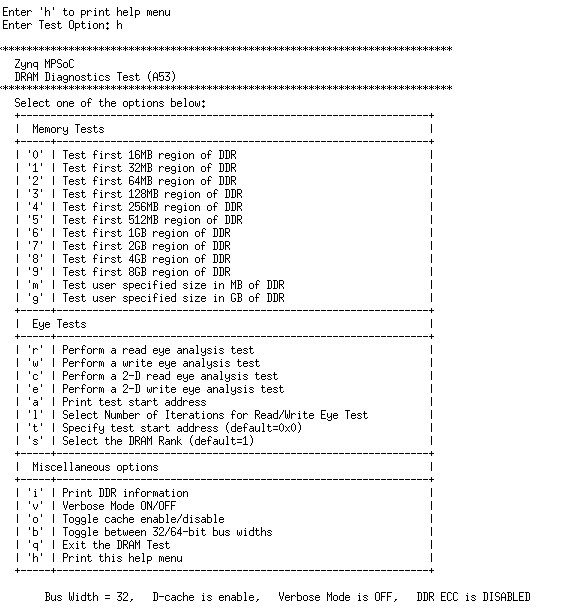 Enter 'h' to print help menu
Enter Test Option: h
***************************************************************************
Zynq MPSoC
DRAM Diagnostics Test (A53)
***************************************************************************
Select one of the options below:
+--------------------------------------------------------------------+
|  Memory Tests                                                      |
+-----+--------------------------------------------------------------+
| '0' | Test first 16MB region of DDR                                |
| '1' | Test first 32MB region of DDR                                |
| '2' | Test first 64MB region of DDR                                |
| '3' | Test first 128MB region of DDR                               |
| '4' | Test first 256MB region of DDR                               |
| '5' | Test first 512MB region of DDR                               |
| '6' | Test first 1GB region of DDR                                 |
| '7' | Test first 2GB region of DDR                                 |
| '8' | Test first 4GB region of DDR                                 |
| '9' | Test first 8GB region of DDR                                 |
| 'm' | Test user specified size in MB of DDR                        |
| 'g' | Test user specified size in GB of DDR                        |
+-----+--------------------------------------------------------------+
|  Eye Tests                                                         |
+-----+--------------------------------------------------------------+
| 'r' | Perform a read eye analysis test                             |
| 'w' | Perform a write eye analysis test                            |
| 'c' | Perform a 2-D read eye analysis test                         |
| 'e' | Perform a 2-D write eye analysis test                        |
| 'a' | Print test start address                                     |
| 'l' | Select Number of Iterations for Read/Write Eye Test          |
| 't' | Specify test start address (default=0x0)                     |
| 's' | Select the DRAM Rank (default=1)                             |
+-----+--------------------------------------------------------------+
|  Miscellaneous options                                             |
+-----+--------------------------------------------------------------+
| 'i' | Print DDR information                                        |
| 'v' | Verbose Mode ON/OFF                                          |
| 'o' | Toggle cache enable/disable                                  |
| 'b' | Toggle between 32/64-bit bus widths                          |
| 'q' | Exit the DRAM Test                                           |
| 'h' | Print this help menu                                         |
+-----+--------------------------------------------------------------+
Bus Width = 32,   D-cache is enable,   Verbose Mode is OFF,   DDR ECC is DISABLED